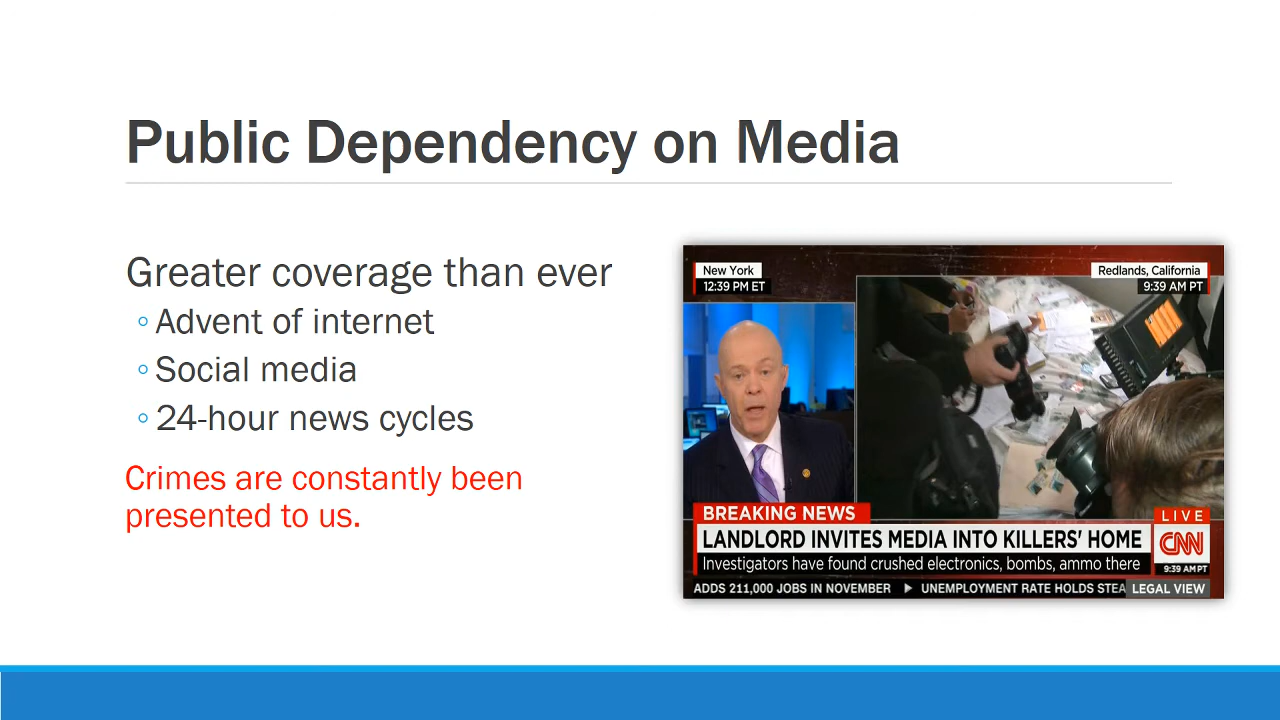 Public Dependency on Media
Greater coverage than ever
Advent of internet
Social media
24-hour news cycles
Crimes are constantly been
presented to us.
New York
12:39 PM ET
Redlands, California
9:39 AM PT
BREAKING NEWS
LANDLORD INVITES MEDIA INTO KILLERS' HOME
Investigators have found crushed electronics, bombs, ammo there
LIVE
CNN
9:39 AM PT
ADDS 211,000 JOBS IN NOVEMBER ▶ UNEMPLOYMENT RATE HOLDS STEA
LEGAL VIEW